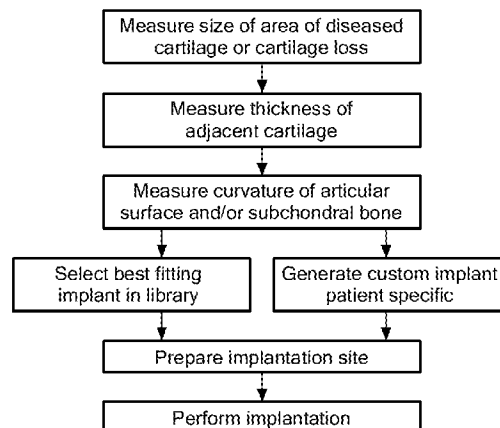 Measure size of area of diseased
cartilage or cartilage loss
Measure thickness of
adjacent cartilage
Measure curvature of articular
surface and/or subchondral bone
Select best fitting
implant in library
Generate custom implant
patient specific
Prepare implantation site
Perform implantation